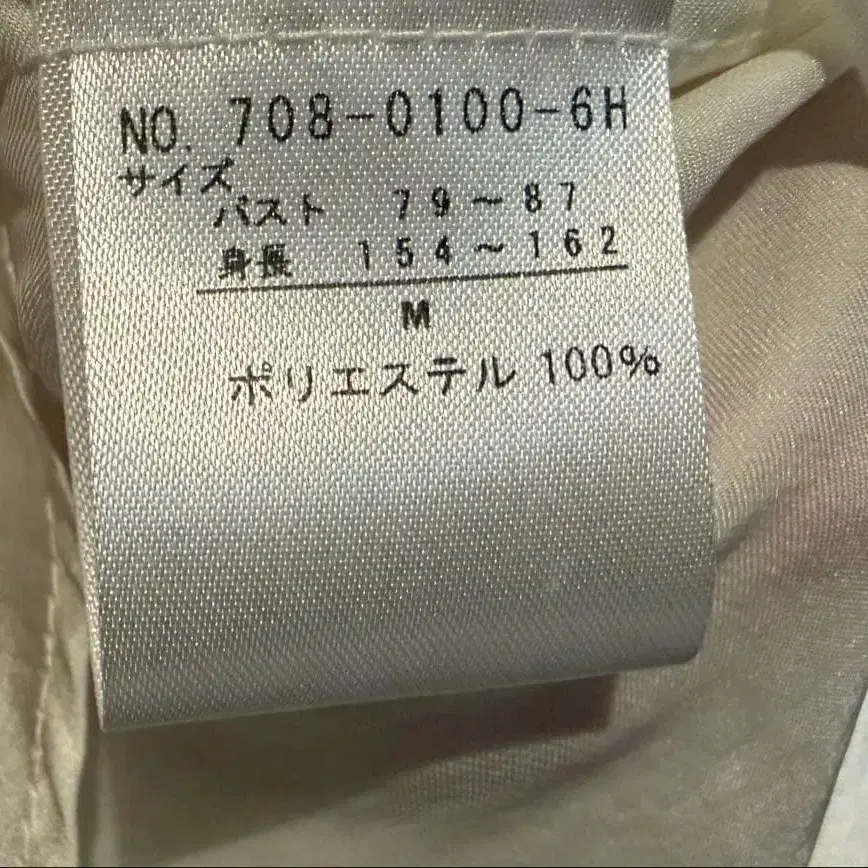 NO. 708-0100-6H
サイズ
バスト 79~87
身長 154~162
M
ポリエステル 100%